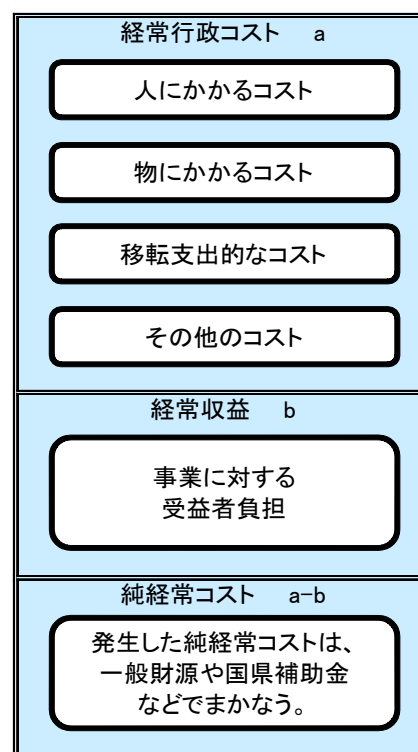 経常行政コスト　a
人にかかるコスト
物にかかるコスト
移転支出的なコスト
その他のコスト
経常収益　b
事業に対する
受益者負担
純経常コスト　a-b
発生した純経常コストは、
一般財源や国県補助金
などでまかなう。